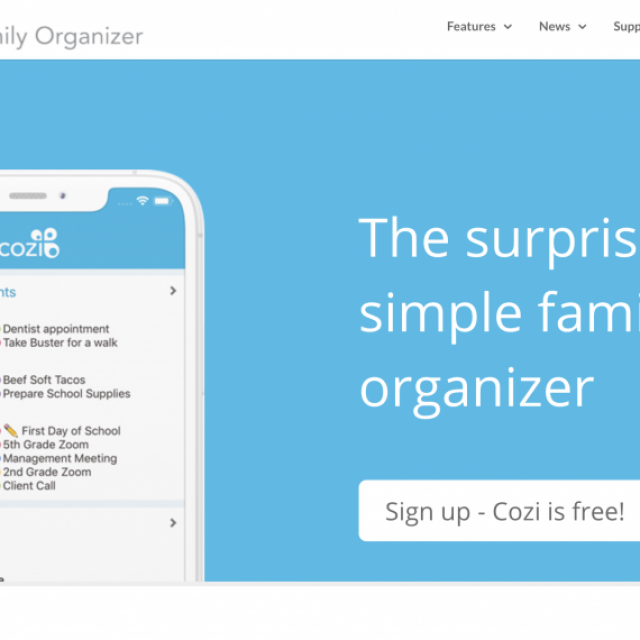 ily Organizer
Features
News
Supp
cozi
nts
Dentist appointment
Take Buster for a walk
Beef Soft Tacos
Prepare School Supplies
First Day of School
5th Grade Zoom
Management Meeting
2nd Grade Zoom
Client Call
The surpris
simple fami
organizer
Sign up - Cozi is free!